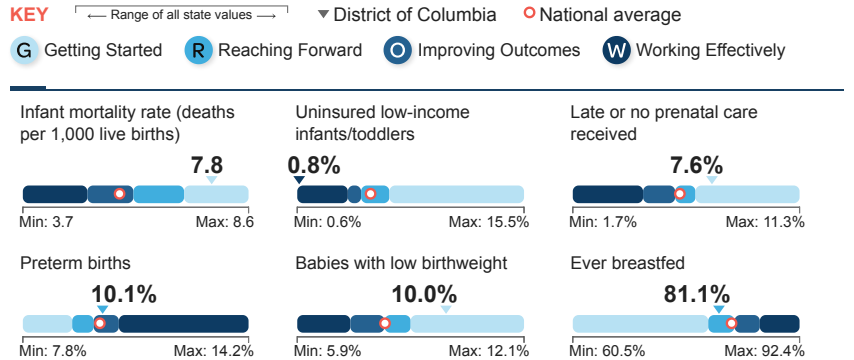 KEY
Range of all state values
District of Columbia
National average
G Getting Started
R Reaching Forward
O Improving Outcomes
W Working Effectively
Infant mortality rate (deaths
per 1,000 live births)
7.8
Min: 3.7
Max: 8.6
Uninsured low-income
infants/toddlers
0.8%
Min: 0.6%
Max: 15.5%
Late or no prenatal care
received
7.6%
Min: 1.7%
Max: 11.3%
Preterm births
10.1%
Min: 7.8%
Max: 14.2%
Babies with low birthweight
10.0%
Min: 5.9%
Max: 12.1%
Ever breastfed
81.1%
Min: 60.5%
Max: 92.4%